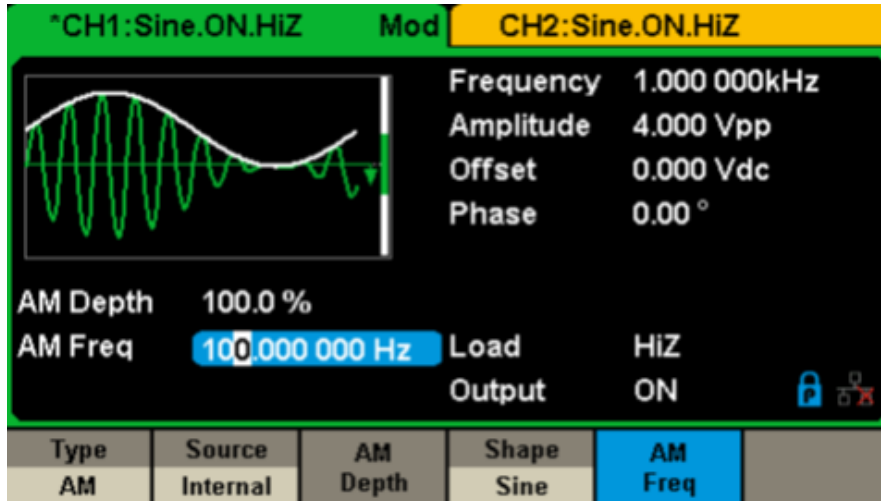 *CH1:Sine.ON.HiZ Mod CH2:Sine.ON.HiZ
Frequency 1.000 000kHz
Amplitude 4.000 Vpp
Offset 0.000 Vdc
Phase 0.00 °
AM Depth 100.0 %
AM Freq 100.000 000 Hz Load HiZ
Output ON P
Type Source AM Shape AM
AM Internal Depth Sine Freq